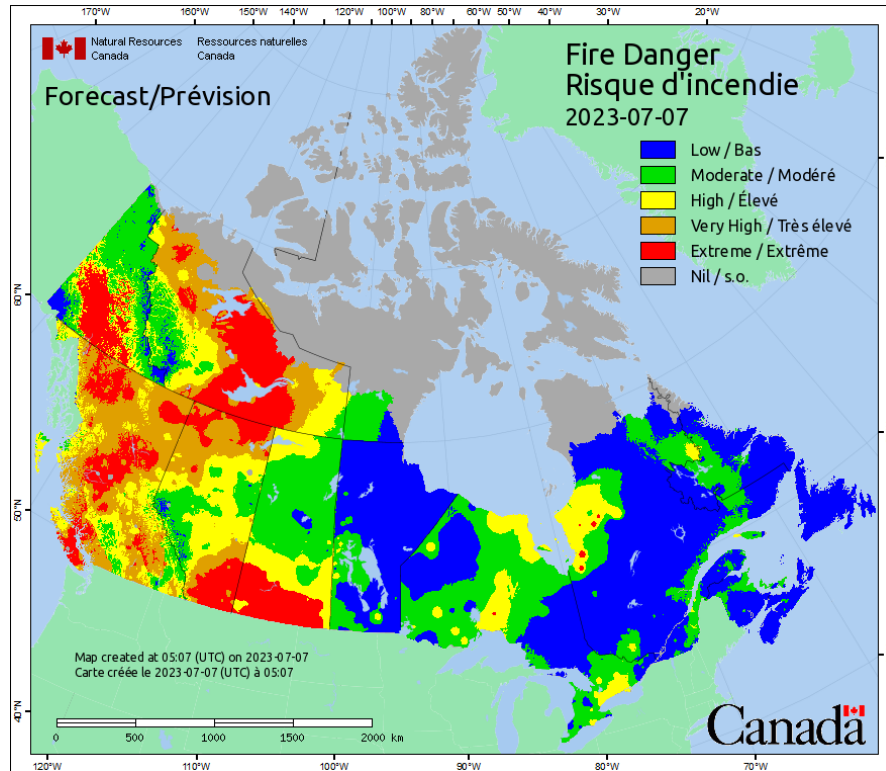 170°W 160°W 150°W 140°W 130°W 120°W 110°W 100°W 90°W 80°W 70°W 60°W 50°W 40°W 30°W 20°W
Natural Resources Ressources naturelles
Canada Canada
Forecast/Prévision
Fire Danger
Risque d'incendie
2023-07-07
Low / Bas
Moderate / Modéré
High / Élevé
Very High / Très élevé
Extreme / Extrême
Nil / s.o.
60°N
50°N
40°N
Map created at 05:07 (UTC) on 2023-07-07
Carte créée le 2023-07-07 (UTC) à 05:07
0 500 1000 1500 2000 km
Canada
120°W 110°W 100°W 90°W 80°W 70°W